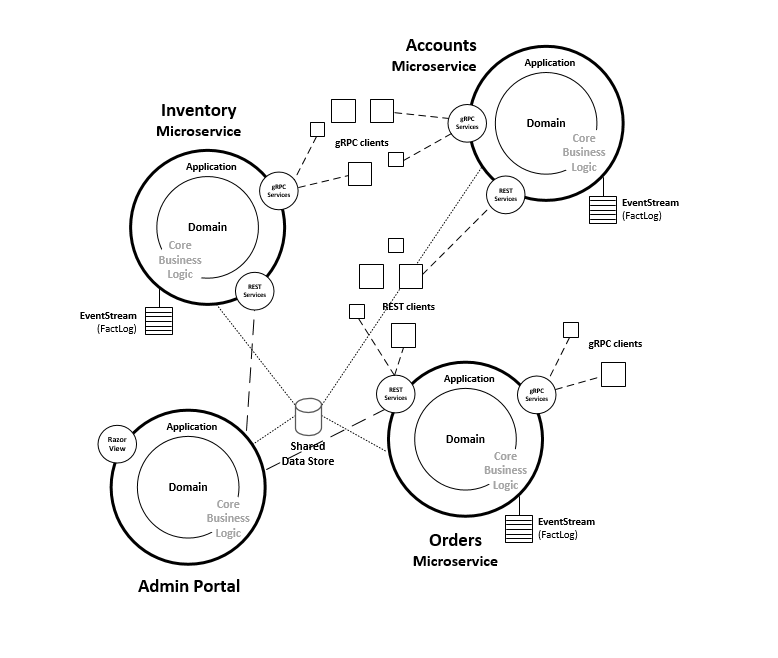 Accounts
Microservice
Application
gRPC
Services
Domain
Core
Business
Logic
REST
Services
EventStream
(FactLog)
Inventory
Microservice
Application
gRPC
Services
Domain
Core
Business
Logic
REST
Services
EventStream
(FactLog)
gRPC clients
REST clients
gRPC clients
Application
REST
Services
gRPC
Services
Domain
Core
Business
Logic
EventStream
(FactLog)
Orders
Microservice
Shared
Data Store
Application
Razor
View
Domain
Core
Business
Logic
Admin Portal